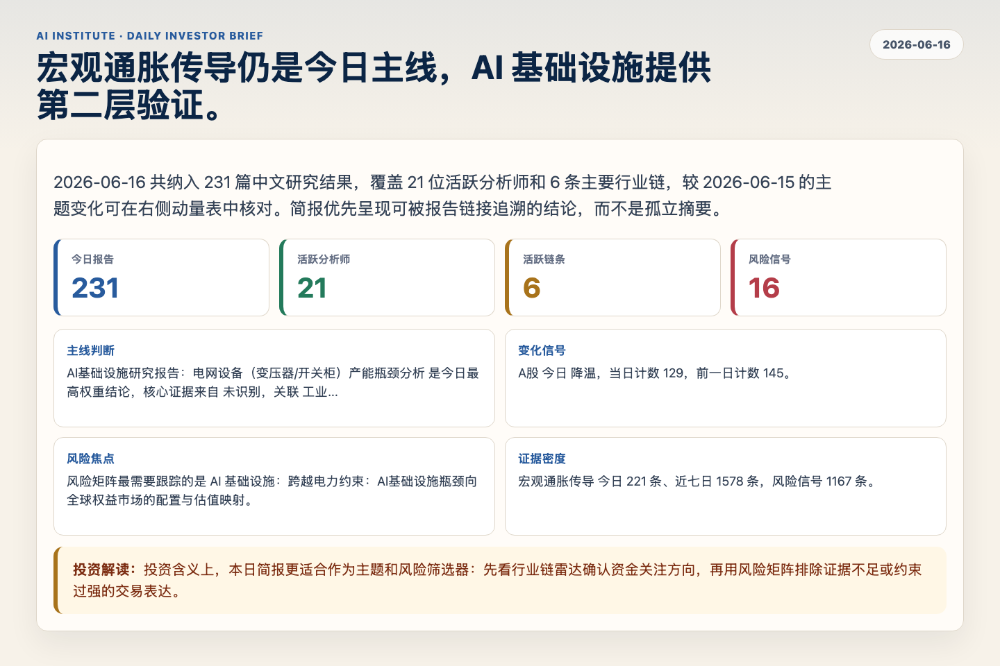 AI INSTITUTE · DAILY INVESTOR BRIEF
2026-06-16
宏观通胀传导仍是今日主线，AI 基础设施提供
第二层验证。
2026-06-16 共纳入 231 篇中文研究结果，覆盖 21 位活跃分析师和 6 条主要行业链，较 2026-06-15 的主
题变化可在右侧动量表中核对。简报优先呈现可被报告链接追溯的结论，而不是孤立摘要。
今日报告
231
活跃分析师
21
活跃链条
6
风险信号
16
主线判断
AI基础设施研究报告：电网设备（变压器/开关柜）产能瓶颈分析 是今日最
高权重结论，核心证据来自 未识别，关联 工业...
变化信号
A股 今日 降温，当日计数 129，前一日计数 145。
风险焦点
风险矩阵最需要跟踪的是 AI 基础设施：跨越电力约束：AI基础设施瓶颈向
全球权益市场的配置与估值映射。
证据密度
宏观通胀传导 今日 221 条、近七日 1578 条，风险信号 1167 条。
投资解读：投资含义上，本日简报更适合作为主题和风险筛选器：先看行业链雷达确认资金关注方向，再用风险矩阵排除证据不足或约束
过强的交易表达。